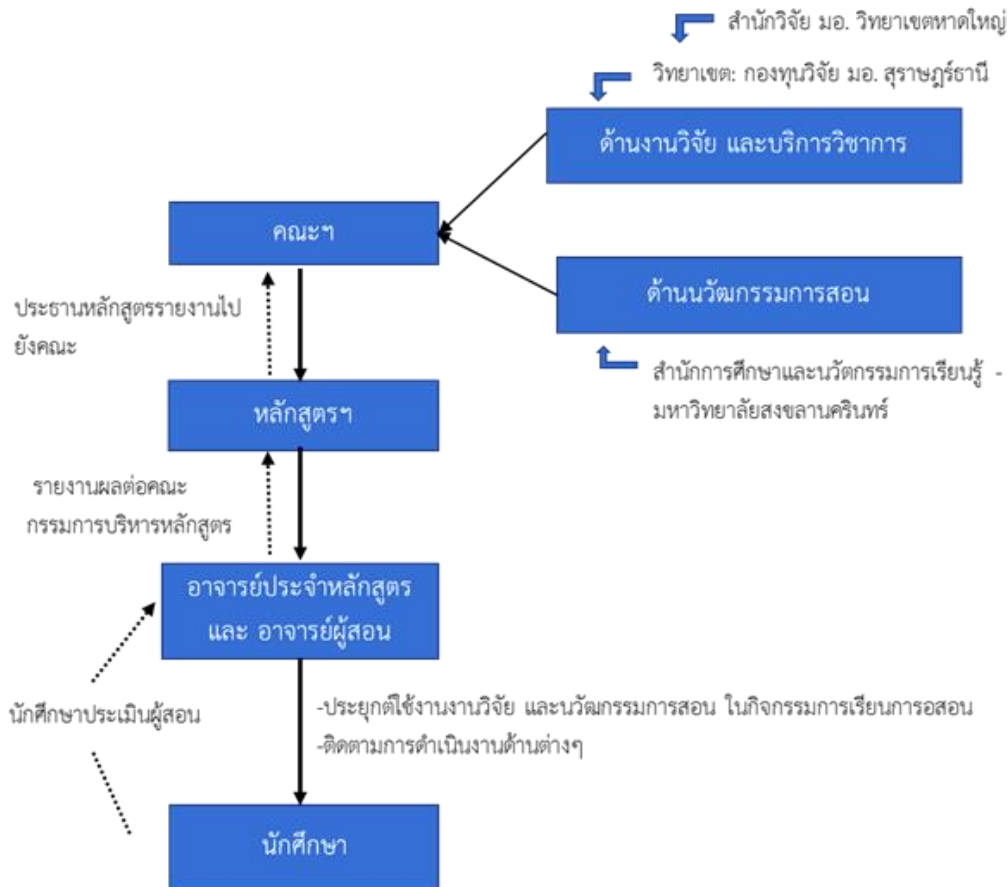 สำนักวิจัย มอ. วิทยาเขตหาดใหญ่
วิทยาเขต: กองทุนวิจัย มอ. สุราษฎร์ธานี
ด้านงานวิจัย และบริการวิชาการ
คณะฯ
ด้านนวัฒกรรมการสอน
ประธานหลักสูตรรายงานไป
ยังคณะ
สำนักการศึกษาและนวัตกรรมการเรียนรู้ -
มหาวิทยาลัยสงขลานครินทร์
หลักสูตรฯ
รายงานผลต่อคณะ
กรรมการบริหารหลักสูตร
อาจารย์ประจำหลักสูตร
และ อาจารย์ผู้สอน
นักศึกษาประเมินผู้สอน
-ประยุกต์ใช้งานงานวิจัย และนวัฒกรรมการสอน ในกิจกรรมการเรียนการอสอน
-ติดตามการดำเนินงานด้านต่างๆ
นักศึกษา